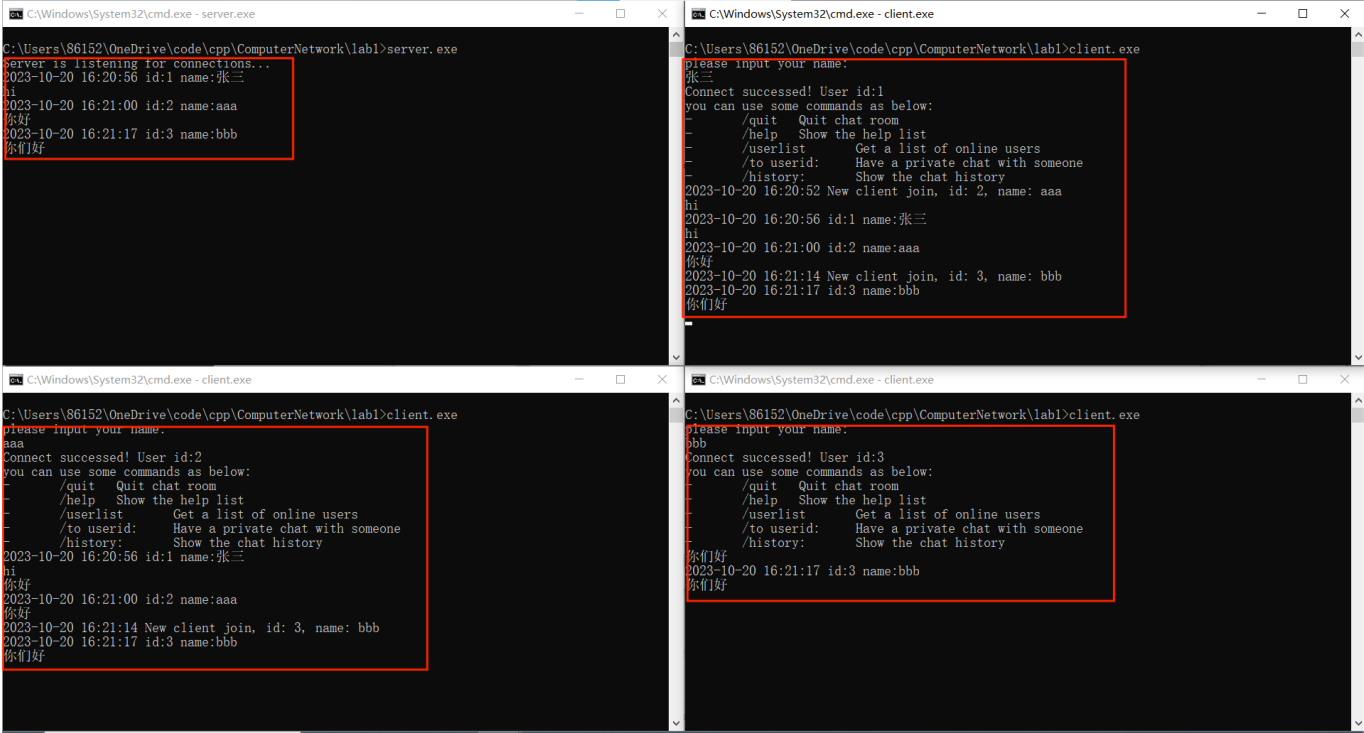 C:\Windows\System32\cmd.exe - server.exe
C:\Users\86152\OneDrive\code\cpp\ComputerNetwork\lab1>server.exe
Server is listening for connections...
2023-10-20 16:20:56 id:1 name:张三
hi
2023-10-20 16:21:00 id:2 name:aaa
你好
2023-10-20 16:21:17 id:3 name:bbb
你们好
C:\Windows\System32\cmd.exe - client.exe
C:\Users\86152\OneDrive\code\cpp\ComputerNetwork\lab1>client.exe
please input your name:
张三
Connect successed! User id:1
you can use some commands as below:
- /quit Quit chat room
- /help Show the help list
- /userlist Get a list of online users
- /to userid: Have a private chat with someone
- /history: Show the chat history
2023-10-20 16:20:52 New client join, id: 2, name: aaa
hi
2023-10-20 16:20:56 id:1 name:张三
hi
2023-10-20 16:21:00 id:2 name:aaa
你好
2023-10-20 16:21:14 New client join, id: 3, name: bbb
2023-10-20 16:21:17 id:3 name:bbb
你们好
C:\Windows\System32\cmd.exe - client.exe
C:\Users\86152\OneDrive\code\cpp\ComputerNetwork\lab1>client.exe
please input your name:
aaa
Connect successed! User id:2
you can use some commands as below:
- /quit Quit chat room
- /help Show the help list
- /userlist Get a list of online users
- /to userid: Have a private chat with someone
- /history: Show the chat history
2023-10-20 16:20:56 id:1 name:张三
hi
你好
2023-10-20 16:21:00 id:2 name:aaa
你好
2023-10-20 16:21:14 New client join, id: 3, name: bbb
2023-10-20 16:21:17 id:3 name:bbb
你们好
C:\Windows\System32\cmd.exe - client.exe
C:\Users\86152\OneDrive\code\cpp\ComputerNetwork\lab1>client.exe
please input your name:
bbb
Connect successed! User id:3
you can use some commands as below:
- /quit Quit chat room
- /help Show the help list
- /userlist Get a list of online users
- /to userid: Have a private chat with someone
- /history: Show the chat history
你们好
2023-10-20 16:21:17 id:3 name:bbb
你们好